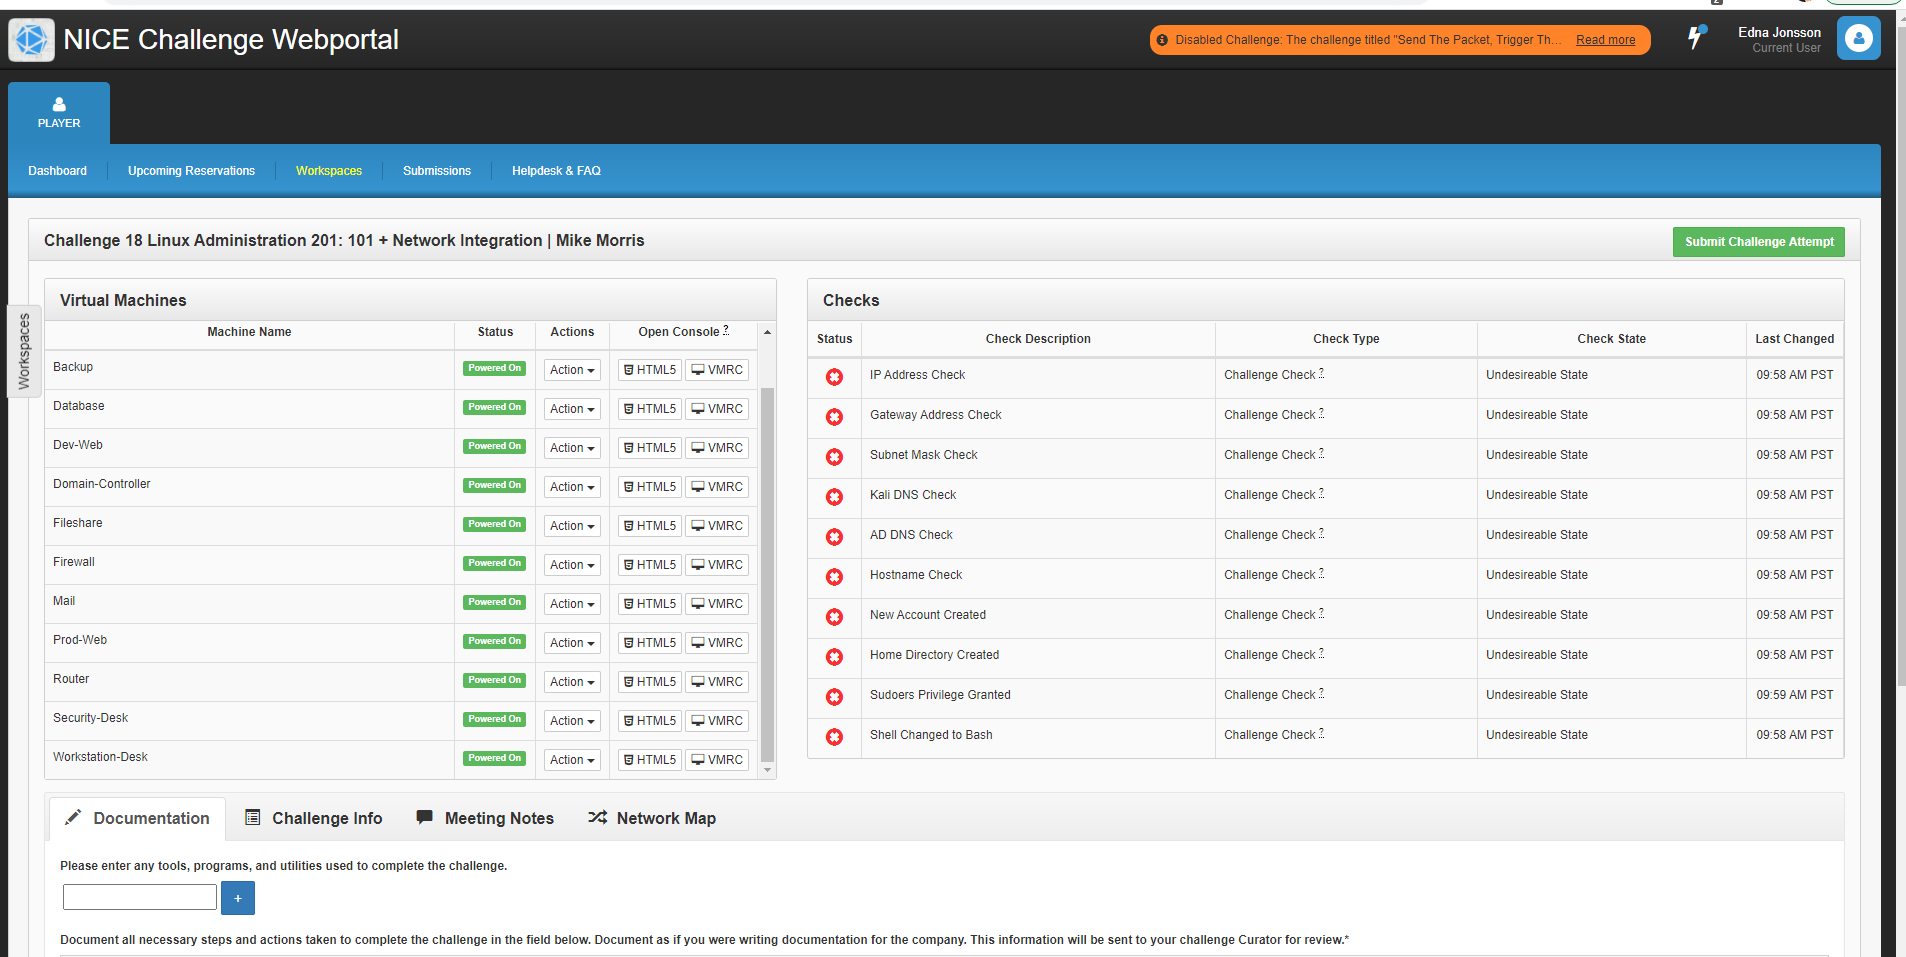 NICE Challenge Webportal
Disabled Challenge: The challenge titled "Send The Packet, Trigger Th... Read more
Edna Jonsson
Current User
PLAYER
Dashboard Upcoming Reservations Workspaces Submissions Helpdesk & FAQ
Challenge 18 Linux Administration 201: 101 + Network Integration | Mike Morris
Submit Challenge Attempt
Workspaces
Virtual Machines
Machine Name Status Actions Open Console ?
Backup Powered On Action HTML5 VMRC
Database Powered On Action HTML5 VMRC
Dev-Web Powered On Action HTML5 VMRC
Domain-Controller Powered On Action HTML5 VMRC
Fileshare Powered On Action HTML5 VMRC
Firewall Powered On Action HTML5 VMRC
Mail Powered On Action HTML5 VMRC
Prod-Web Powered On Action HTML5 VMRC
Router Powered On Action HTML5 VMRC
Security-Desk Powered On Action HTML5 VMRC
Workstation-Desk Powered On Action HTML5 VMRC
Checks
Status Check Description Check Type Check State Last Changed
IP Address Check Challenge Check ? Undesireable State 09:58 AM PST
Gateway Address Check Challenge Check ? Undesireable State 09:58 AM PST
Subnet Mask Check Challenge Check ? Undesireable State 09:58 AM PST
Kali DNS Check Challenge Check ? Undesireable State 09:58 AM PST
AD DNS Check Challenge Check ? Undesireable State 09:58 AM PST
Hostname Check Challenge Check ? Undesireable State 09:58 AM PST
New Account Created Challenge Check ? Undesireable State 09:58 AM PST
Home Directory Created Challenge Check ? Undesireable State 09:58 AM PST
Sudoers Privilege Granted Challenge Check ? Undesireable State 09:59 AM PST
Shell Changed to Bash Challenge Check ? Undesireable State 09:58 AM PST
Documentation Challenge Info Meeting Notes Network Map
Please enter any tools, programs, and utilities used to complete the challenge.
+
Document all necessary steps and actions taken to complete the challenge in the field below. Document as if you were writing documentation for the company. This information will be sent to your challenge Curator for review.*